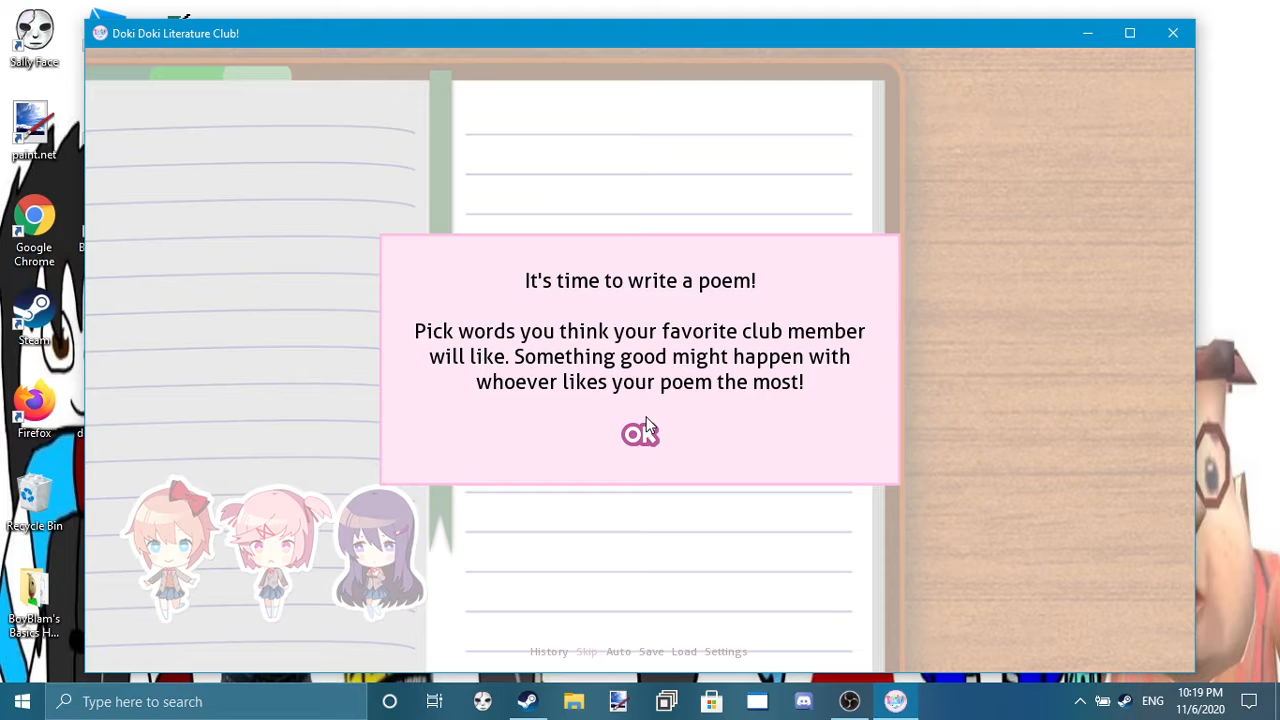 Doki Doki Literature Club!
Sally Face
paint.net
Google
Chrome
Steam
Firefox
Recycle Bin
BoyBlam's
Basics H...
It's time to write a poem!
Pick words you think your favorite club member
will like. Something good might happen with
whoever likes your poem the most!
OK
History Skip Auto Save Load Settings
Type here to search
ENG
10:19 PM
11/6/2020